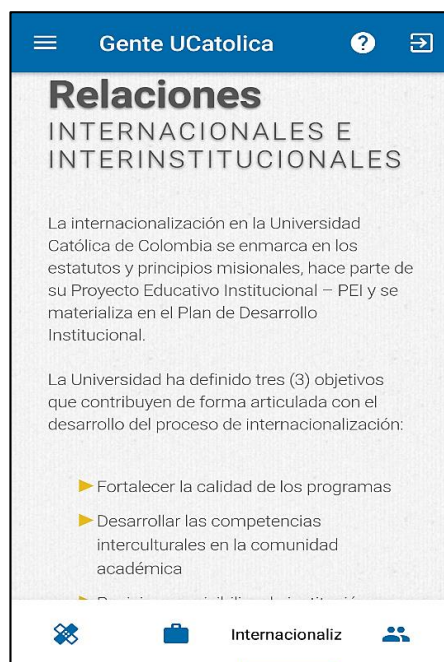 Gente UCatolica
Relaciones
INTERNACIONALES E
INTERINSTITUCIONALES
La internacionalización en la Universidad
Católica de Colombia se enmarca en los
estatutos y principios misionales, hace parte de
su Proyecto Educativo Institucional – PEI y se
materializa en el Plan de Desarrollo
Institucional.
La Universidad ha definido tres (3) objetivos
que contribuyen de forma articulada con el
desarrollo del proceso de internacionalización:
Fortalecer la calidad de los programas
Desarrollar las competencias
interculturales en la comunidad
académica
Internacionaliz